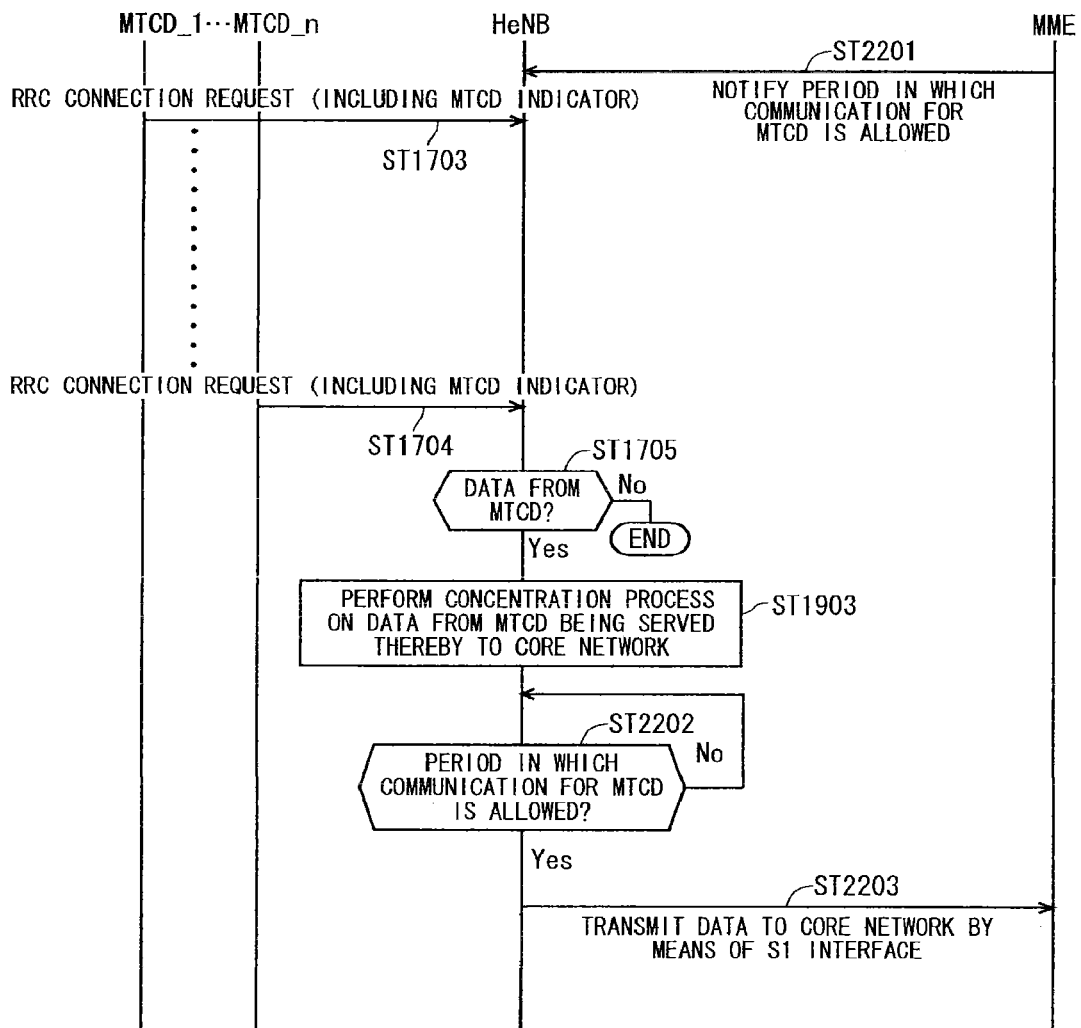 MTCD_1···MTCD_n
HeNB
MME
ST2201
NOTIFY PERIOD IN WHICH
COMMUNICATION FOR
MTCD IS ALLOWED
RRC CONNECTION REQUEST (INCLUDING MTCD INDICATOR)
ST1703
RRC CONNECTION REQUEST (INCLUDING MTCD INDICATOR)
ST1704
ST1705
DATA FROM
MTCD?
No
END
Yes
PERFORM CONCENTRATION PROCESS
ON DATA FROM MTCD BEING SERVED
THEREBY TO CORE NETWORK
ST1903
ST2202
PERIOD IN WHICH
COMMUNICATION FOR MTCD
IS ALLOWED?
No
Yes
ST2203
TRANSMIT DATA TO CORE NETWORK BY
MEANS OF S1 INTERFACE